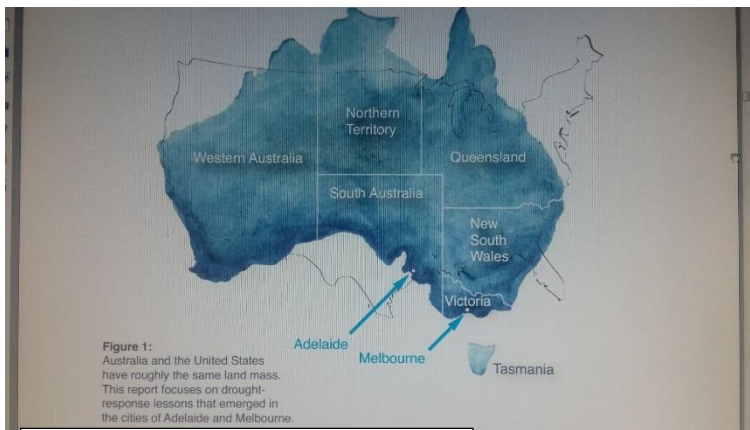 Northern
Territory
Western Australia
Queensland
South Australia
New
South
Wales
Victoria
Adelaide
Melbourne
Tasmania
Figure 1:
Australia and the United States
have roughly the same land mass.
This report focuses on drought-
response lessons that emerged in
the cities of Adelaide and Melbourne.